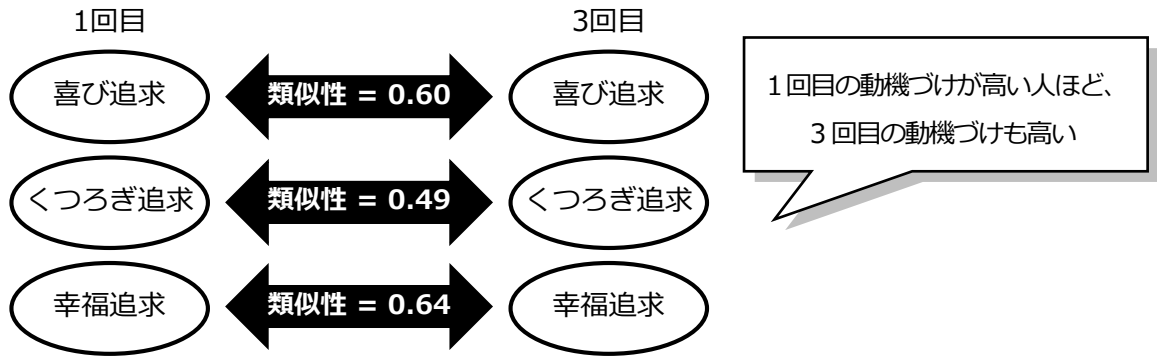 1回目
3回目
喜び追求
類似性 = 0.60
喜び追求
くつろぎ追求
類似性 = 0.49
くつろぎ追求
幸福追求
類似性 = 0.64
幸福追求
1回目の動機づけが高い人ほど、
3回目の動機づけも高い